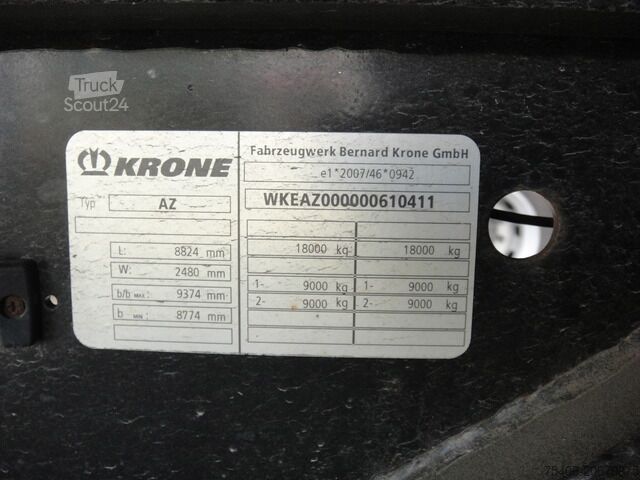 Truck
Scout24
KRONE
Fahrzeugwerk Bernard Krone GmbH
e1*2007/46*0942
Typ AZ
WKEAZ000000610411
L: 8824 mm
W: 2480 mm
b/b MAX: 9374 mm
b MIN: 8774 mm
18000 kg 18000 kg
1- 9000 kg 1- 9000 kg
2- 9000 kg 2- 9000 kg